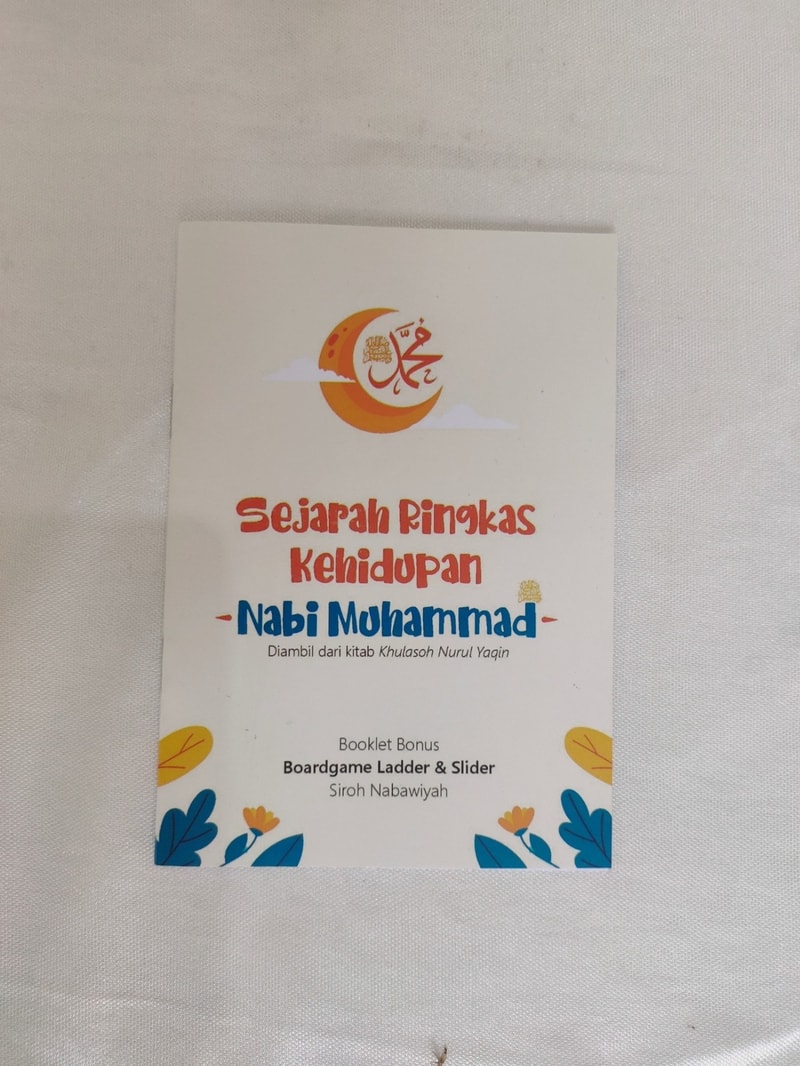 محمد
Sejarah Ringkas
Kehidupan
Nabi Muhammad
Diambil dari kitab Khulasoh Nurul Yaqin
Booklet Bonus
Boardgame Ladder & Slider
Siroh Nabawiyah